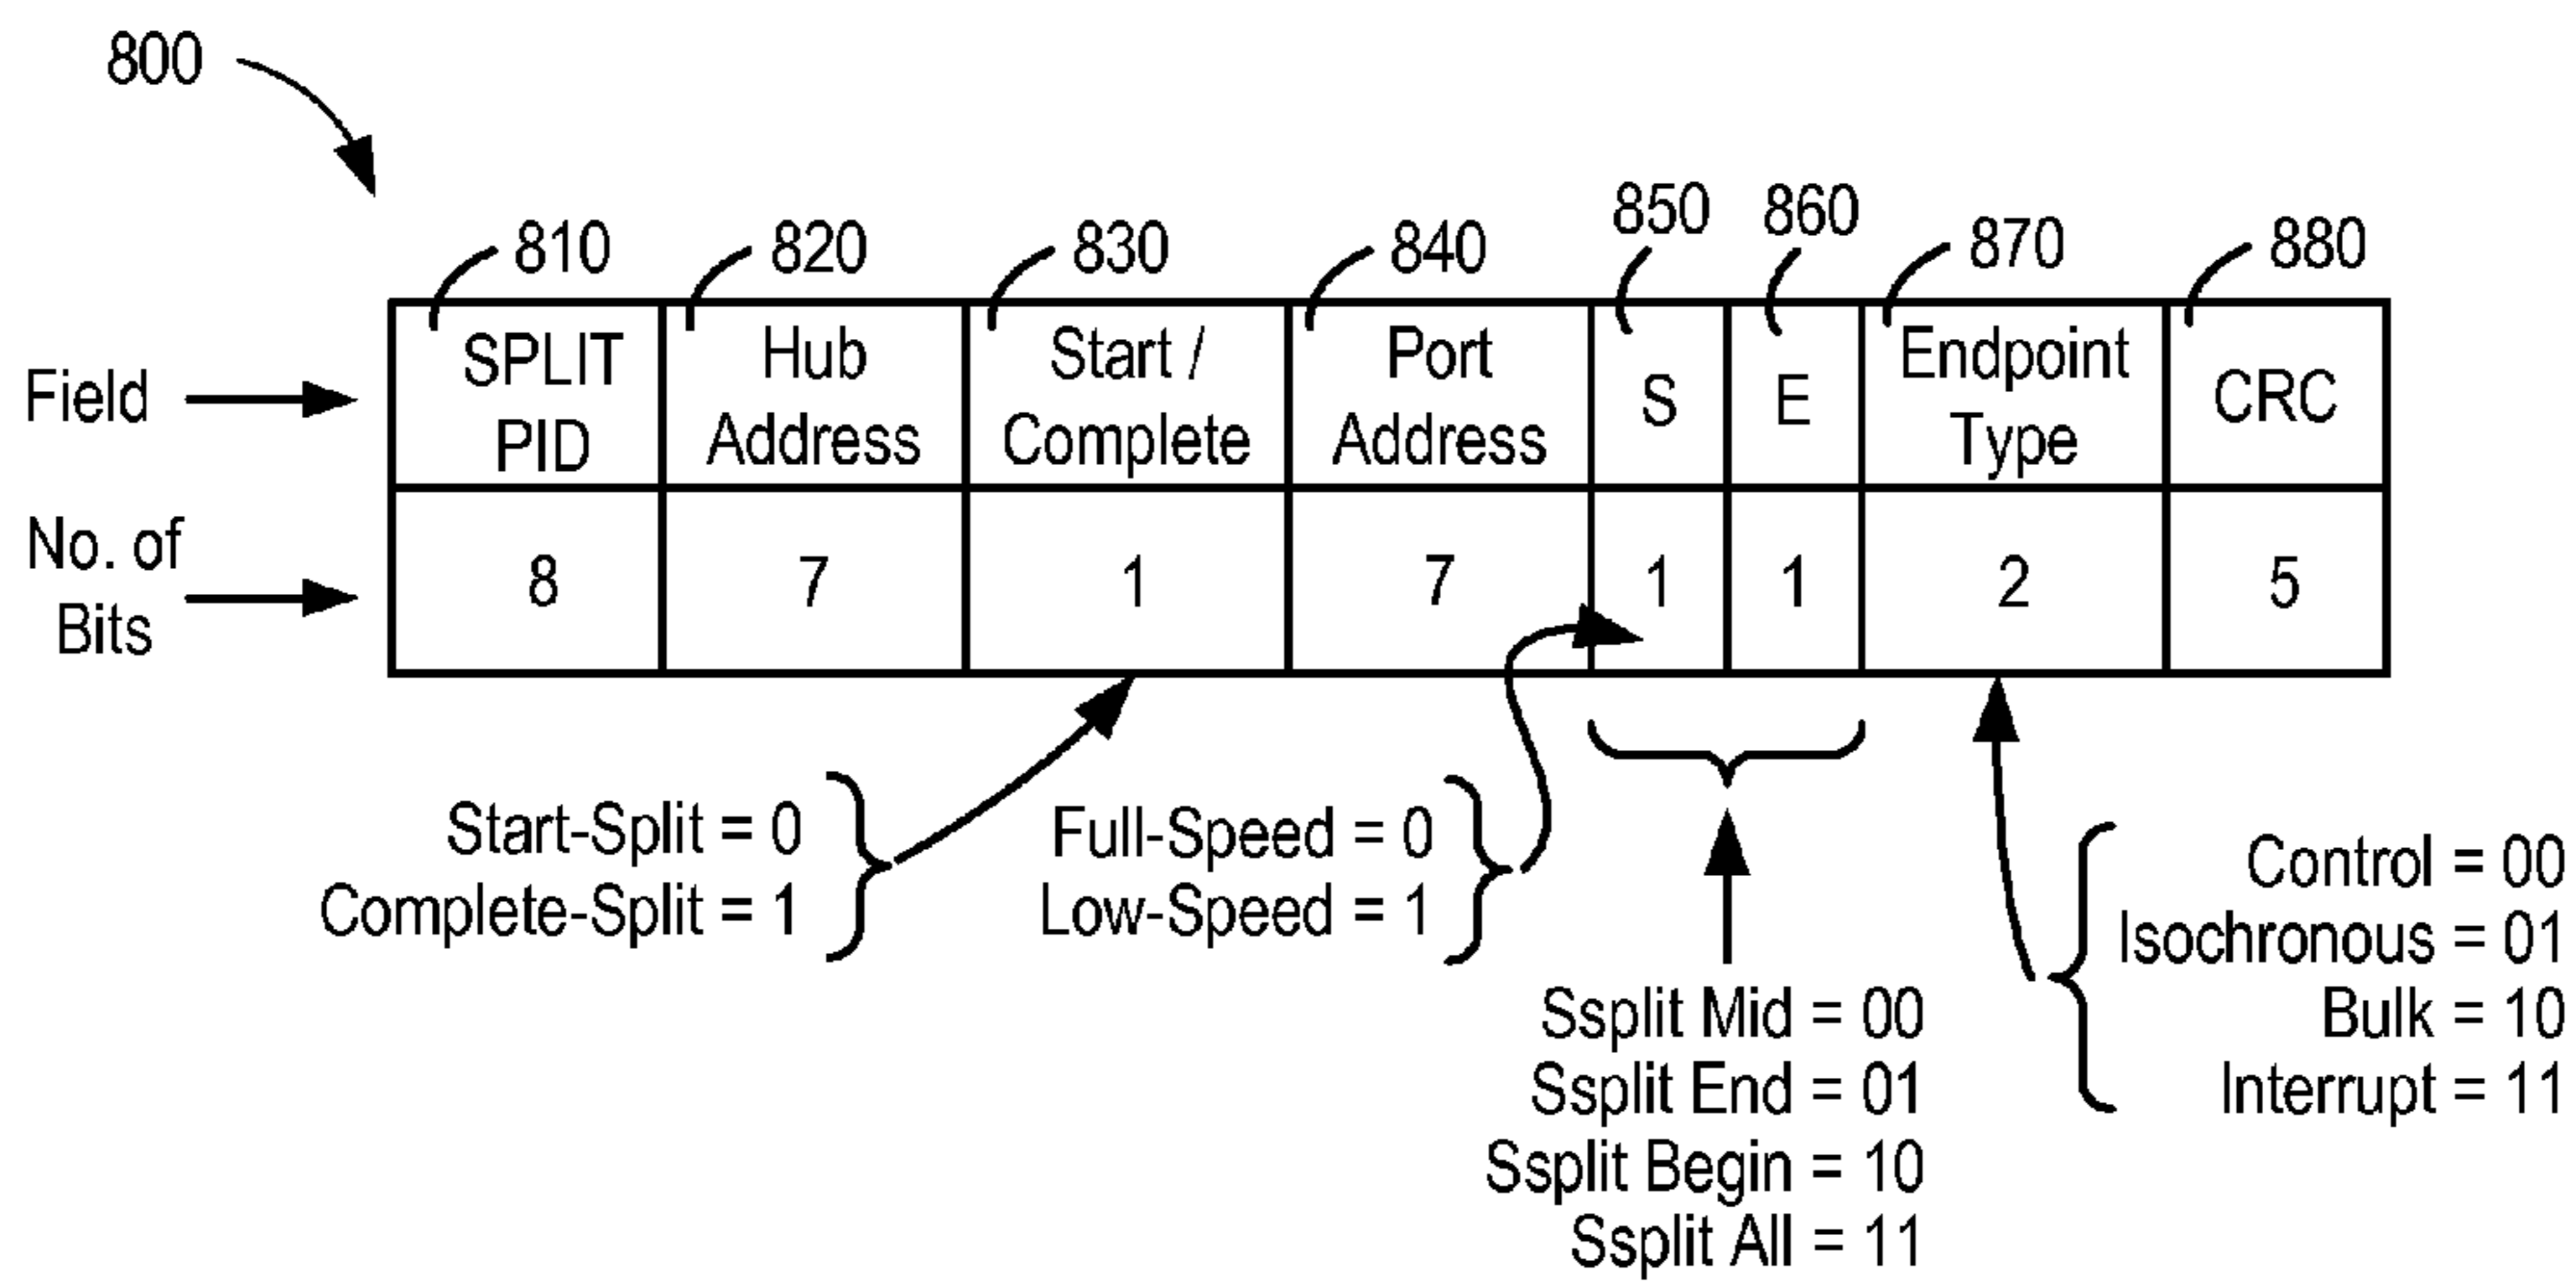 800
810 820 830 840 850 860 870 880
Field
SPLIT PID
Hub Address
Start / Complete
Port Address
S
E
Endpoint Type
CRC
No. of Bits
8 7 1 7 1 1 2 5
Start-Split = 0
Complete-Split = 1
Full-Speed = 0
Low-Speed = 1
Ssplit Mid = 00
Ssplit End = 01
Ssplit Begin = 10
Ssplit All = 11
Control = 00
Isochronous = 01
Bulk = 10
Interrupt = 11